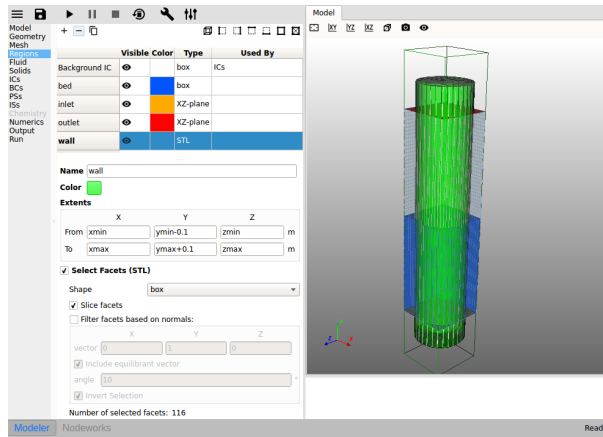 Model
Geometry
Mesh
Regions
Fluid
Solids
ICs
BCs
PSs
ISs
Chemistry
Numerics
Output
Run
Visible Color Type Used By
Background IC box ICs
bed box
inlet XZ-plane
outlet XZ-plane
wall STL
Name wall
Color
Extents
X Y Z
From xmin ymin-0.1 zmin m
To xmax ymax+0.1 zmax m
Select Facets (STL)
Shape box
Slice facets
Filter facets based on normals:
X Y Z
vector 0 1 0
Include equilibrant vector
angle 10 °
Invert Selection
Number of selected facets: 116
Model
XY YZ XZ
Y
Z X
Modeler Nodeworks Read